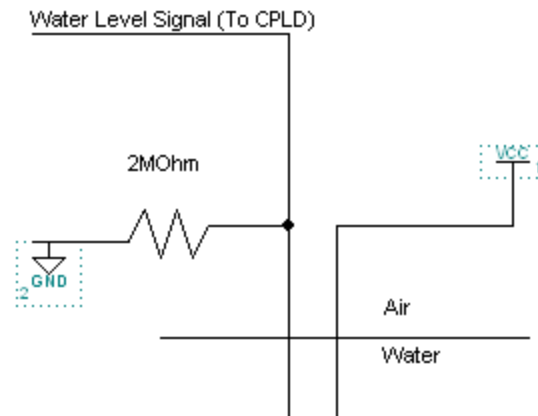 Water Level Signal (To CPLD)
2MOhm
VCC
1
GND
2
Air
Water